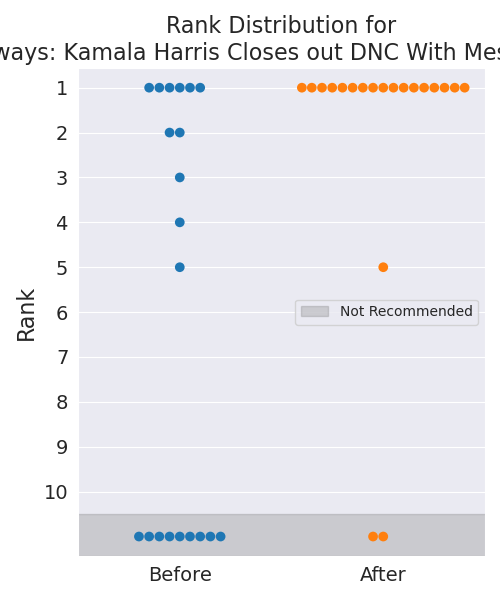 Rank Distribution for
ways: Kamala Harris Closes out DNC With Mes
1
2
3
4
5
6
7
8
9
10
Rank
Not Recommended
Before
After